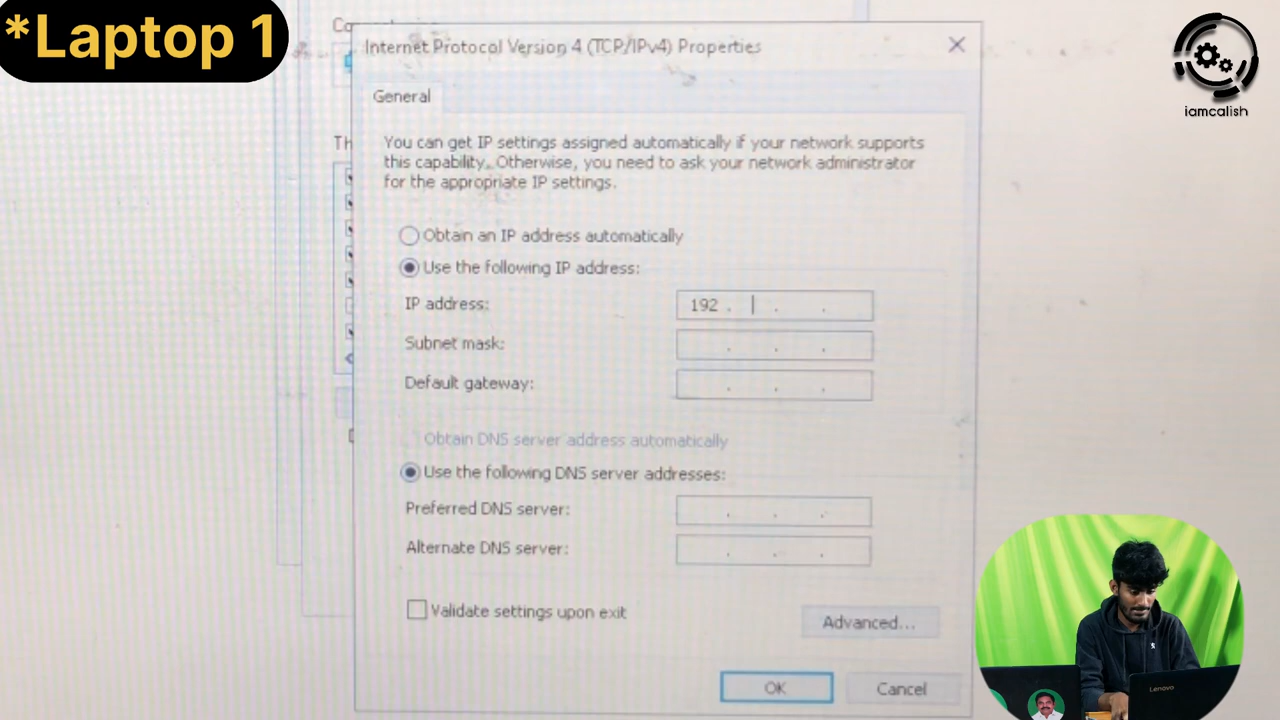 *Laptop 1
Internet Protocol Version 4 (TCP/IPv4) Properties
iamcalish
General
You can get IP settings assigned automatically if your network supports
this capability. Otherwise, you need to ask your network administrator
for the appropriate IP settings.
Obtain an IP address automatically
Use the following IP address:
IP address:
192 . . .
Subnet mask:
. . .
Default gateway:
. . .
Obtain DNS server address automatically
Use the following DNS server addresses:
Preferred DNS server:
. . .
Alternate DNS server:
. . .
Validate settings upon exit
Advanced...
OK
Cancel
Lenovo